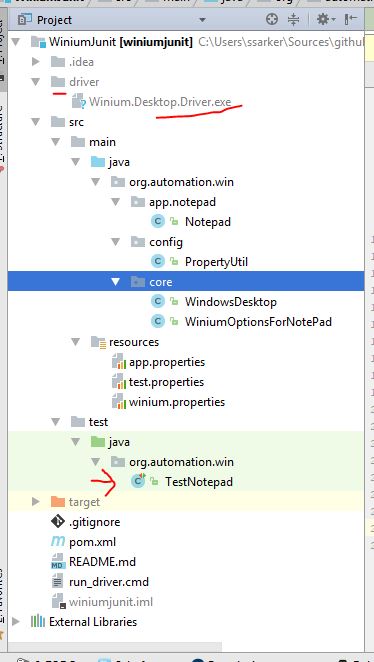 Project
WiniumJunit [winiumjunit] C:\Users\ssarker\Sources\github
.idea
driver
Winium.Desktop.Driver.exe
src
main
java
org.automation.win
app.notepad
Notepad
config
PropertyUtil
core
WindowsDesktop
WiniumOptionsForNotePad
resources
app.properties
test.properties
winium.properties
test
java
org.automation.win
TestNotepad
target
.gitignore
pom.xml
README.md
run_driver.cmd
winiumjunit.iml
External Libraries